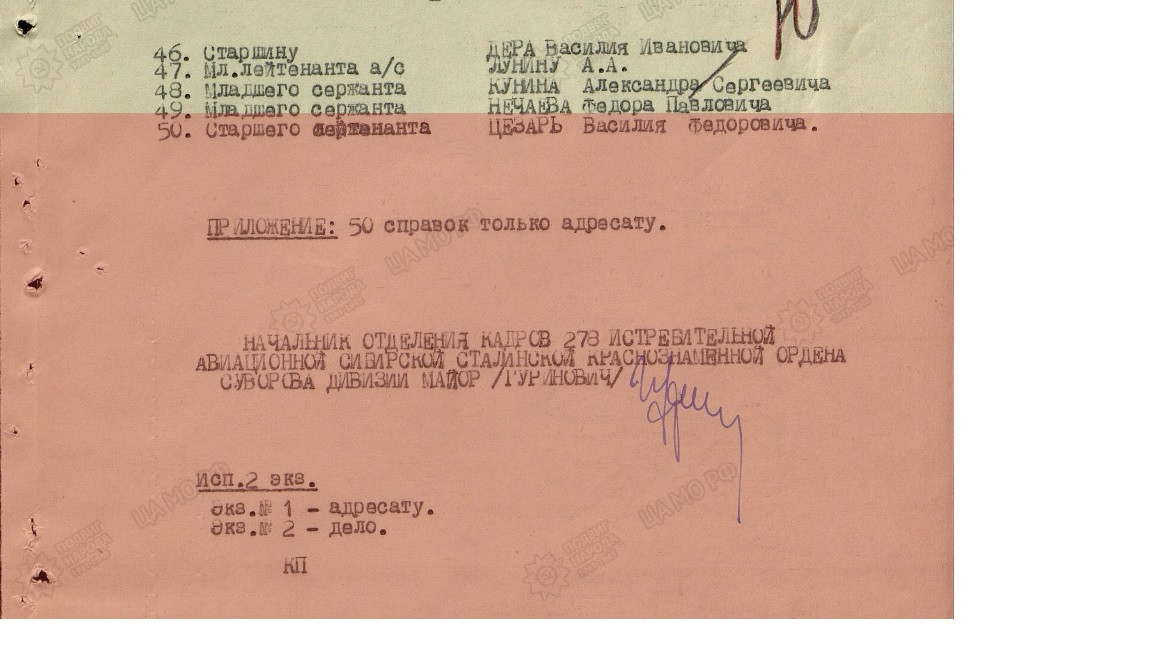 46. Старшину ДЕРА Василия Ивановича
47. Мл.лейтенанта а/с ЛУНИНУ А.А.
48. Младшего сержанта КУНИНА Александра Сергеевича
49. Младшего сержанта НЕЧАЕВА Федора Павловича
50. Старшего лейтенанта ЦЕЗАРЬ Василия Федоровича.
ПРИЛОЖЕНИЕ: 50 справок только адресату.
НАЧАЛЬНИК ОТДЕЛЕНИЯ КАДРОВ 278 ИСТРЕБИТЕЛЬНОЙ
АВИАЦИОННОЙ СИБИРСКОЙ СТАЛИНСКОЙ КРАСНОЗНАМЕННОЙ ОРДЕНА
СУВОРОВА ДИВИЗИИ МАЙОР /ГУРИНОВИЧ/
Исп.2 экз.
Экз.№ 1 – адресату.
Экз.№ 2 – дело.
КП